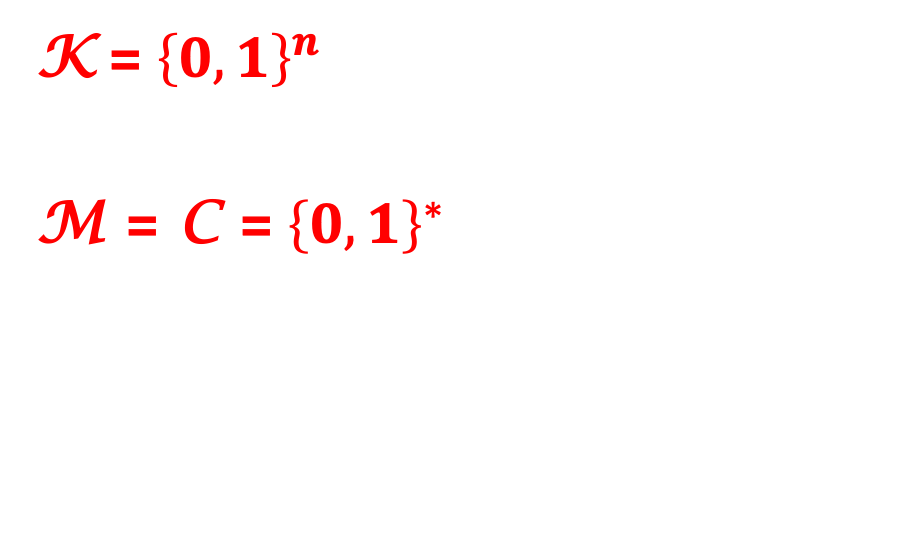 𝒦 = {0, 1}ⁿ
ℳ = 𝒞 = {0, 1}*